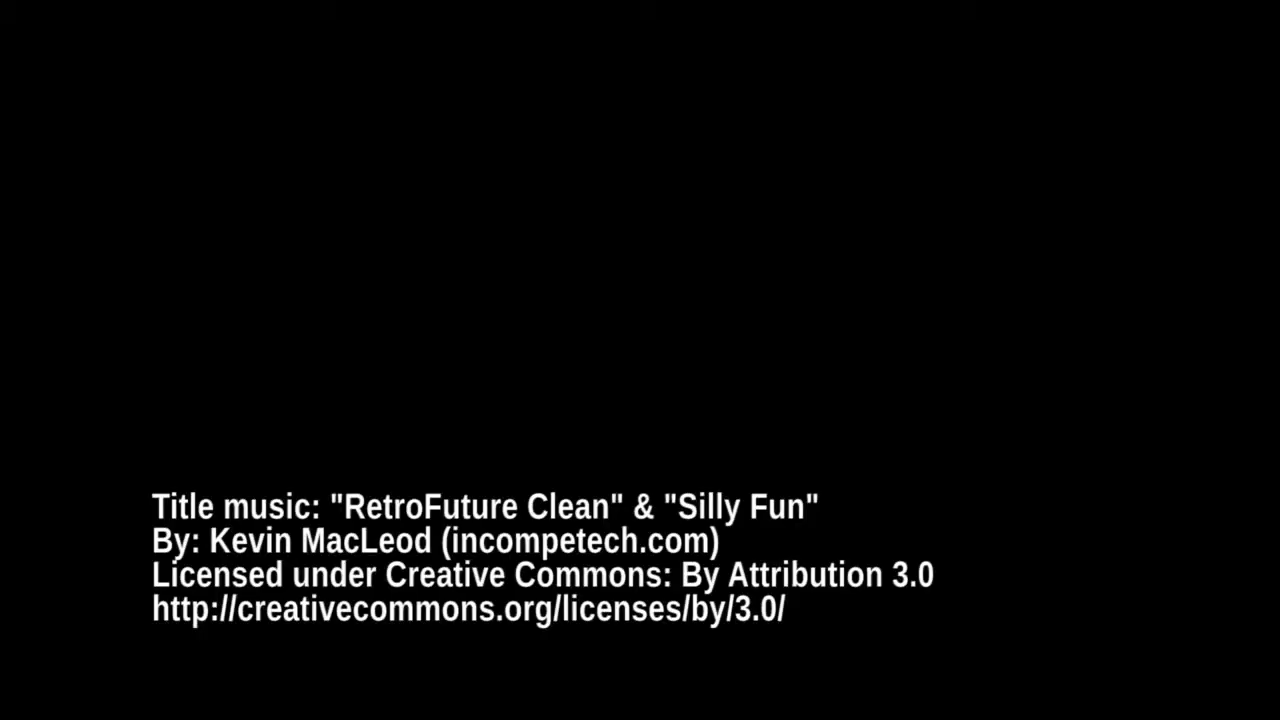 Title music: "RetroFuture Clean" & "Silly Fun"
By: Kevin MacLeod (incompetech.com)
Licensed under Creative Commons: By Attribution 3.0
http://creativecommons.org/licenses/by/3.0/